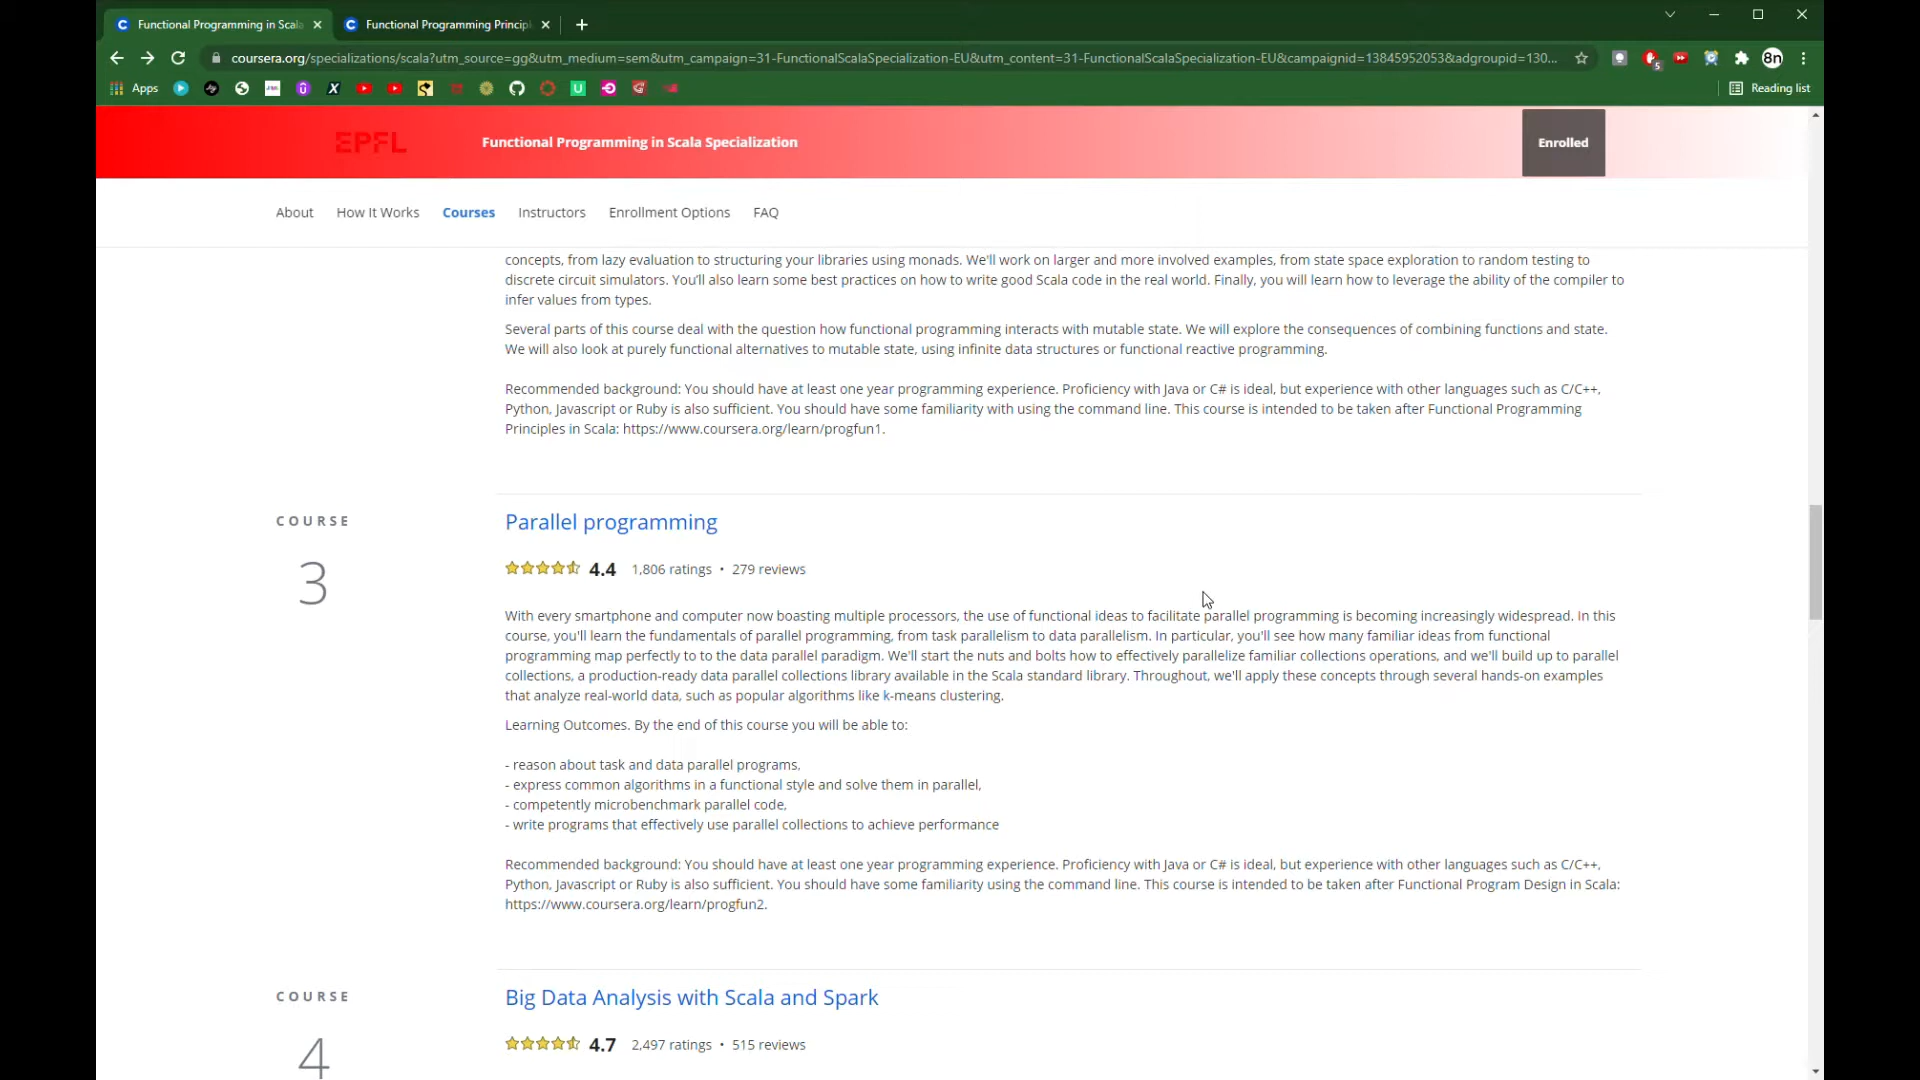 Functional Programming in Scala
Functional Programming Princip
coursera.org/specializations/scala?utm_source=gg&utm_medium=sem&utm_campaign=31-FunctionalScalaSpecialization-EU&utm_content=31-FunctionalScalaSpecialization-EU&campaignid=13845952053&adgroupid=130...
5
8n
Apps
Reading list
EPFL
Functional Programming in Scala Specialization
Enrolled
About How It Works Courses Instructors Enrollment Options FAQ
concepts, from lazy evaluation to structuring your libraries using monads. We'll work on larger and more involved examples, from state space exploration to random testing to
discrete circuit simulators. You'll also learn some best practices on how to write good Scala code in the real world. Finally, you will learn how to leverage the ability of the compiler to
infer values from types.
Several parts of this course deal with the question how functional programming interacts with mutable state. We will explore the consequences of combining functions and state.
We will also look at purely functional alternatives to mutable state, using infinite data structures or functional reactive programming.
Recommended background: You should have at least one year programming experience. Proficiency with Java or C# is ideal, but experience with other languages such as C/C++,
Python, Javascript or Ruby is also sufficient. You should have some familiarity with using the command line. This course is intended to be taken after Functional Programming
Principles in Scala: https://www.coursera.org/learn/progfun1.
COURSE
3
Parallel programming
4.4 1,806 ratings • 279 reviews
With every smartphone and computer now boasting multiple processors, the use of functional ideas to facilitate parallel programming is becoming increasingly widespread. In this
course, you'll learn the fundamentals of parallel programming, from task parallelism to data parallelism. In particular, you'll see how many familiar ideas from functional
programming map perfectly to to the data parallel paradigm. We'll start the nuts and bolts how to effectively parallelize familiar collections operations, and we'll build up to parallel
collections, a production-ready data parallel collections library available in the Scala standard library. Throughout, we'll apply these concepts through several hands-on examples
that analyze real-world data, such as popular algorithms like k-means clustering.
Learning Outcomes. By the end of this course you will be able to:
- reason about task and data parallel programs,
- express common algorithms in a functional style and solve them in parallel,
- competently microbenchmark parallel code,
- write programs that effectively use parallel collections to achieve performance
Recommended background: You should have at least one year programming experience. Proficiency with Java or C# is ideal, but experience with other languages such as C/C++,
Python, Javascript or Ruby is also sufficient. You should have some familiarity using the command line. This course is intended to be taken after Functional Program Design in Scala:
https://www.coursera.org/learn/progfun2.
COURSE
4
Big Data Analysis with Scala and Spark
4.7 2,497 ratings • 515 reviews